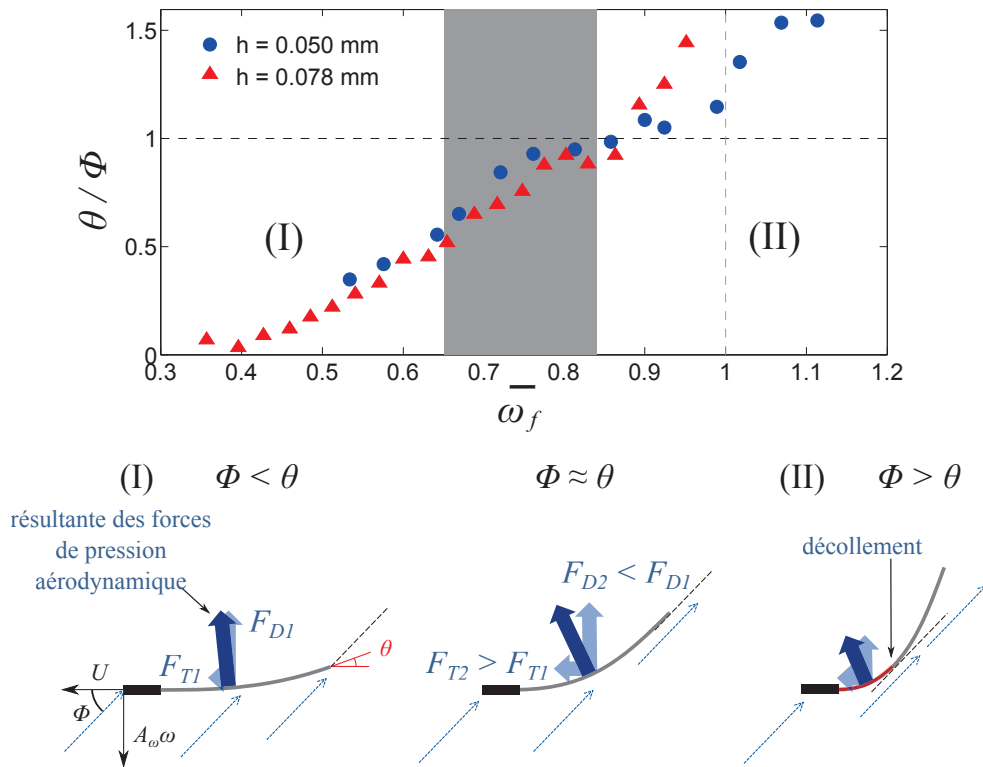 1.5
h = 0.050 mm
h = 0.078 mm
1
θ / Φ
(I)
(II)
0.5
0
0.3 0.4 0.5 0.6 0.7 0.8 0.9 1 1.1 1.2
ω̅_f
(I) Φ < θ
Φ ≈ θ
(II) Φ > θ
résultante des forces
de pression
aérodynamique
décollement
F_D2 < F_D1
F_D1
F_T1
θ
F_T2 > F_T1
U
Φ
A_ω ω